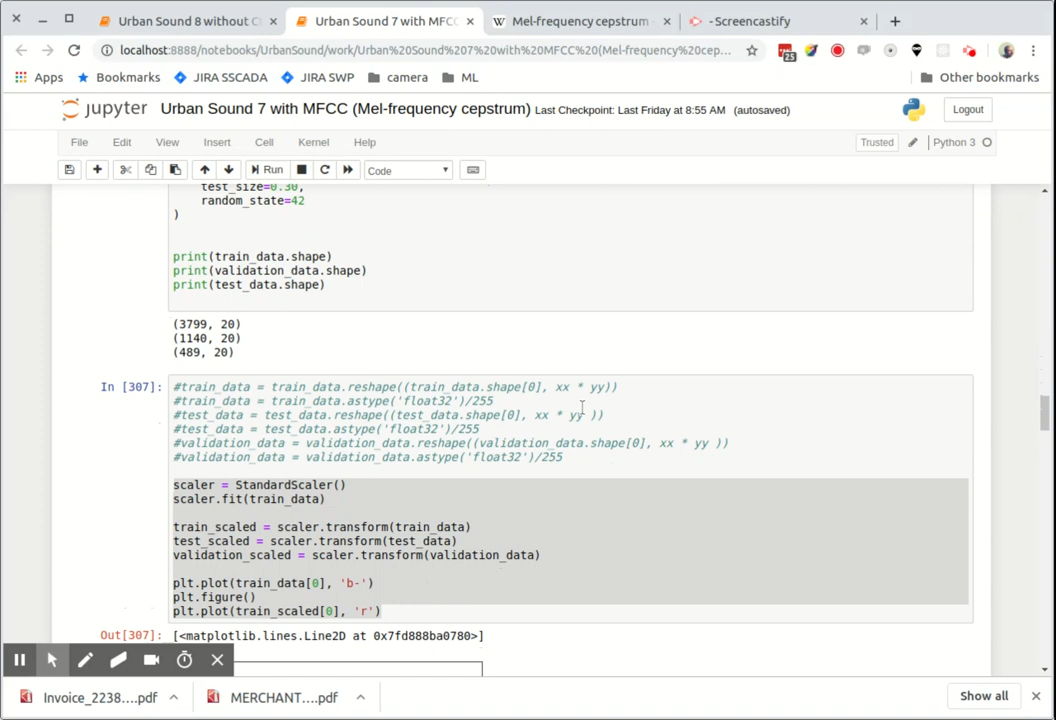 Urban Sound 8 without C
Urban Sound 7 with MFCC
Mel-frequency cepstrum -
- Screencastify
localhost:8888/notebooks/UrbanSound/work/Urban%20Sound%207%20with%20MFCC%20(Mel-frequency%20cep...
25
Apps
Bookmarks
JIRA SSCADA
JIRA SWP
camera
ML
Other bookmarks
jupyter
Urban Sound 7 with MFCC (Mel-frequency cepstrum)
Last Checkpoint: Last Friday at 8:55 AM (autosaved)
Logout
File
Edit
View
Insert
Cell
Kernel
Help
Trusted
Python 3
Run
Code
test_size=0.30,
random_state=42
)
print(train_data.shape)
print(validation_data.shape)
print(test_data.shape)
(3799, 20)
(1140, 20)
(489, 20)
In [307]:
#train_data = train_data.reshape((train_data.shape[0], xx * yy))
#train_data = train_data.astype('float32')/255
#test_data = test_data.reshape((test_data.shape[0], xx * yy ))
#test_data = test_data.astype('float32')/255
#validation_data = validation_data.reshape((validation_data.shape[0], xx * yy ))
#validation_data = validation_data.astype('float32')/255
scaler = StandardScaler()
scaler.fit(train_data)
train_scaled = scaler.transform(train_data)
test_scaled = scaler.transform(test_data)
validation_scaled = scaler.transform(validation_data)
plt.plot(train_data[0], 'b-')
plt.figure()
plt.plot(train_scaled[0], 'r')
Out[307]:
[<matplotlib.lines.Line2D at 0x7fd888ba0780>]
Invoice_2238....pdf
MERCHANT....pdf
Show all